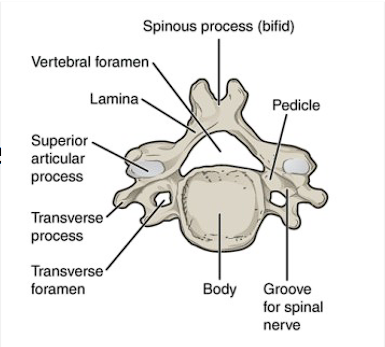 Spinous process (bifid)
Vertebral foramen
Lamina
Pedicle
Superior
articular
process
Transverse
process
Transverse
foramen
Body
Groove
for spinal
nerve